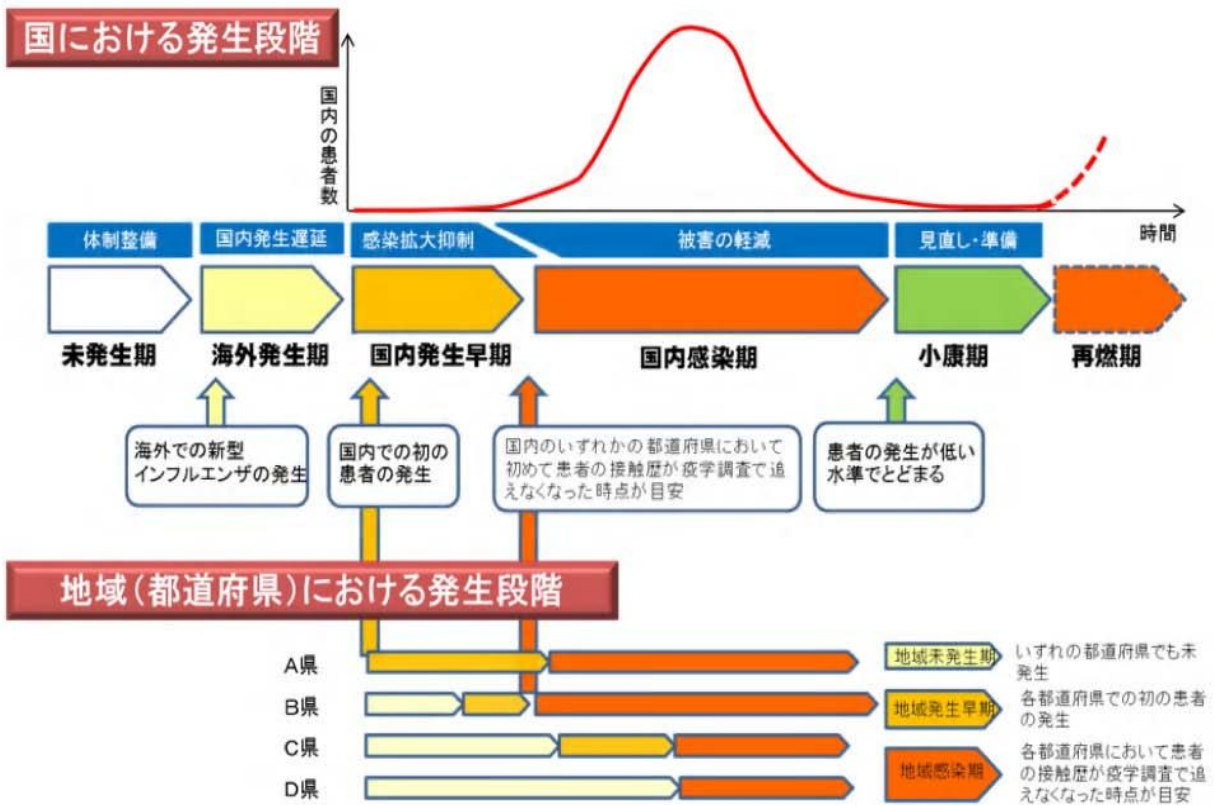 国における発生段階
国内の患者数
時間
体制整備
国内発生遅延
感染拡大抑制
被害の軽減
見直し・準備
未発生期
海外発生期
国内発生早期
国内感染期
小康期
再燃期
海外での新型
インフルエンザの発生
国内での初の
患者の発生
国内のいずれかの都道府県において
初めて患者の接触歴が疫学調査で追
えなくなった時点が目安
患者の発生が低い
水準でとどまる
地域(都道府県)における発生段階
A県
B県
C県
D県
地域未発生期
いずれの都道府県でも未
発生
地域発生早期
各都道府県での初の患者
の発生
地域感染期
各都道府県において患者
の接触歴が疫学調査で追
えなくなった時点が目安